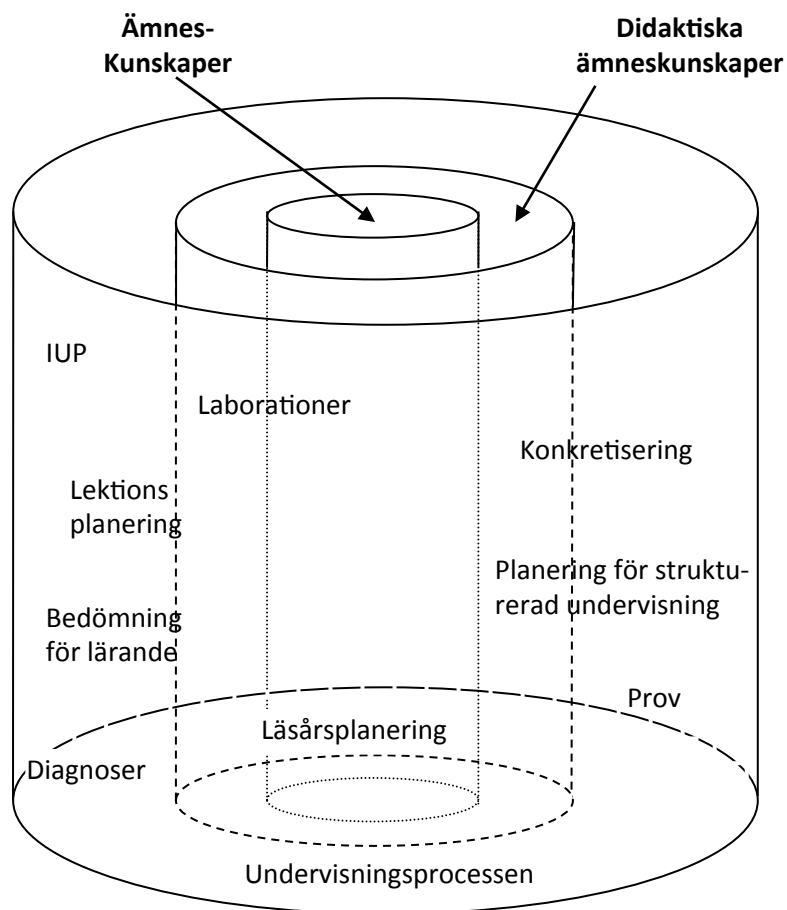 Ämnes-
Kunskaper
Didaktiska
ämneskunskaper
IUP
Laborationer
Konkretisering
Lektions
planering
Planering för struktu-
rerad undervisning
Bedömning
för lärande
Prov
Läsårsplanering
Diagnoser
Undervisningsprocessen